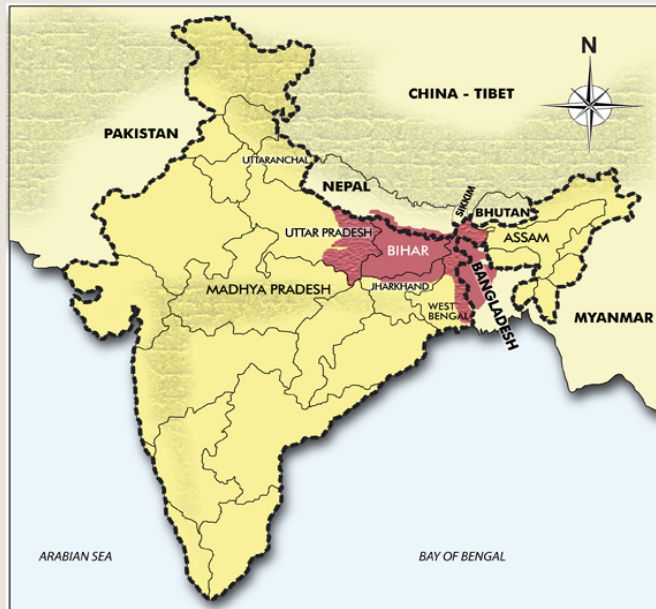 N
CHINA - TIBET
PAKISTAN
UTTARANCHAL
NEPAL
SIKKIM
BHUTAN
UTTAR PRADESH
BIHAR
ASSAM
BANGLADESH
MADHYA PRADESH
JHARKHAND
WEST
BENGAL
MYANMAR
ARABIAN SEA
BAY OF BENGAL